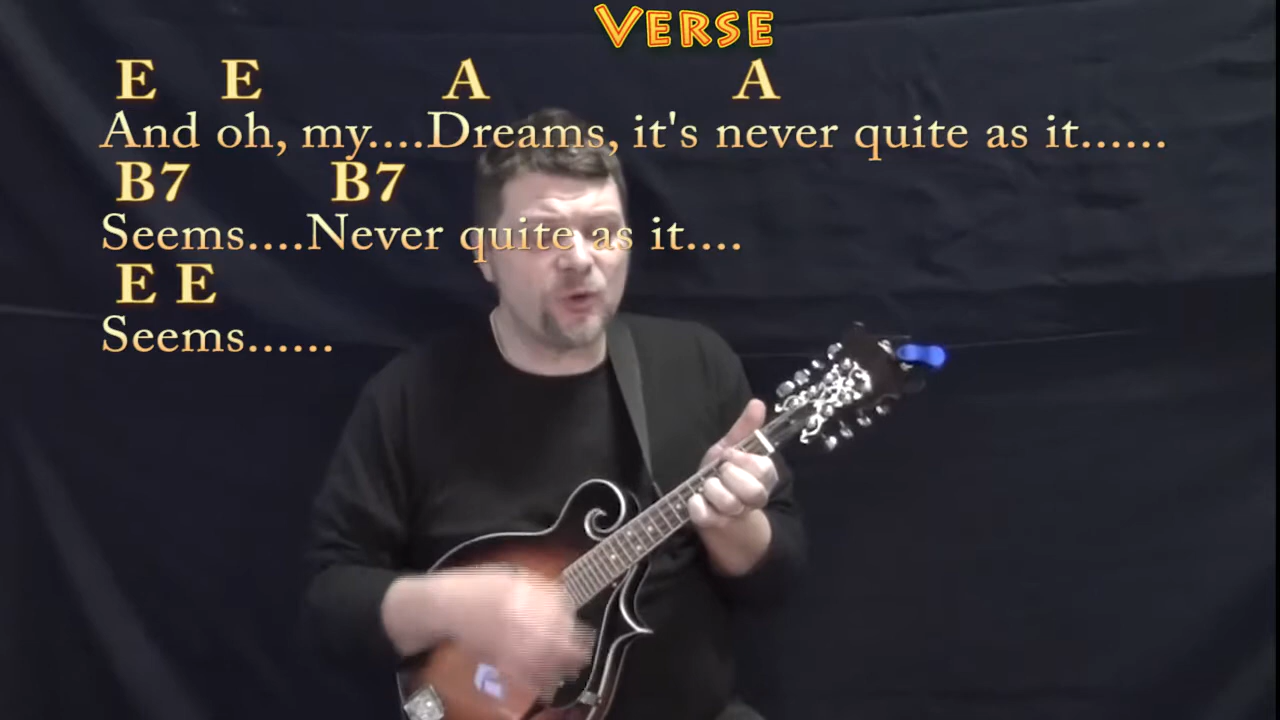 VERSE
E E A A
And oh, my....Dreams, it's never quite as it......
B7 B7
Seems....Never quite as it....
E E
Seems......